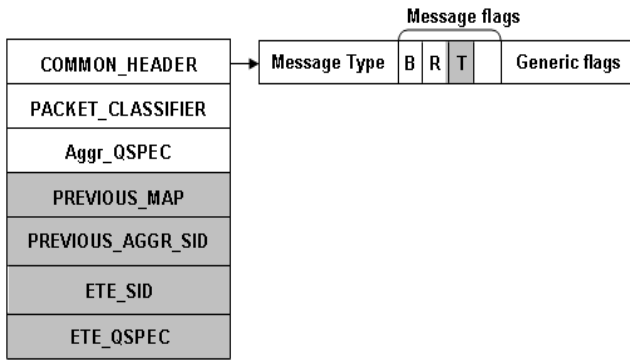 Message flags
COMMON_HEADER
Message Type B R T Generic flags
PACKET_CLASSIFIER
Aggr_QSPEC
PREVIOUS_MAP
PREVIOUS_AGGR_SID
ETE_SID
ETE_QSPEC